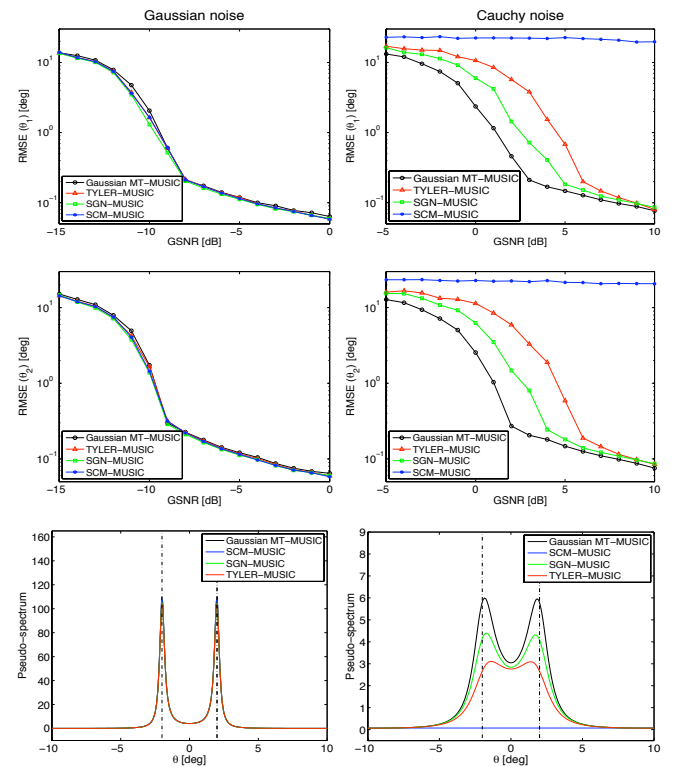 Gaussian noise
Cauchy noise
10^1
10^0
10^−1
RMSE (θ_1) [deg]
Gaussian MT−MUSIC
TYLER−MUSIC
SGN−MUSIC
SCM−MUSIC
−15
−10
−5
0
GSNR [dB]
10^1
10^0
10^−1
RMSE (θ_1) [deg]
Gaussian MT−MUSIC
TYLER−MUSIC
SGN−MUSIC
SCM−MUSIC
−5
0
5
10
GSNR [dB]
10^1
10^0
10^−1
RMSE (θ_2) [deg]
Gaussian MT−MUSIC
TYLER−MUSIC
SGN−MUSIC
SCM−MUSIC
−15
−10
−5
0
GSNR [dB]
10^1
10^0
10^−1
RMSE (θ_2) [deg]
Gaussian MT−MUSIC
TYLER−MUSIC
SGN−MUSIC
SCM−MUSIC
−5
0
5
10
GSNR [dB]
160
140
120
100
80
60
40
20
0
Pseudo−spectrum
Gaussian MT−MUSIC
SCM−MUSIC
SGN−MUSIC
TYLER−MUSIC
−10
−5
0
5
10
θ [deg]
9
8
7
6
5
4
3
2
1
0
Pseudo−spectrum
Gaussian MT−MUSIC
SCM−MUSIC
SGN−MUSIC
TYLER−MUSIC
−10
−5
0
5
10
θ [deg]